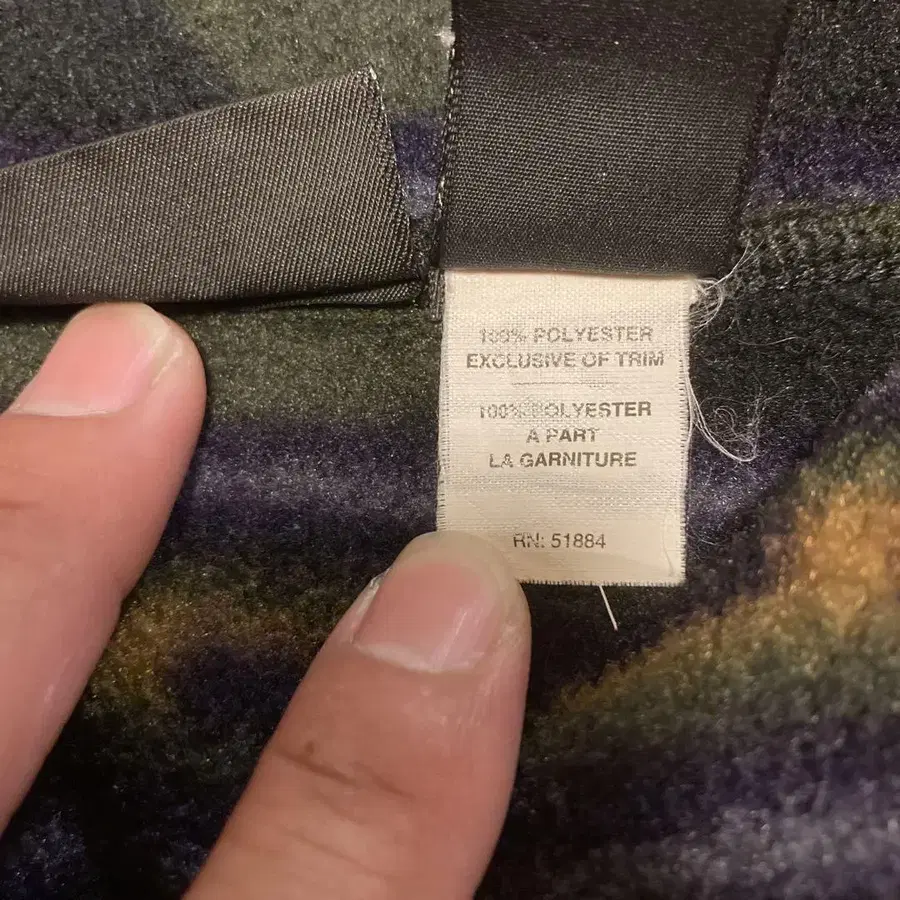 100% POLYESTER
EXCLUSIVE OF TRIM
100% POLYESTER
A PART
LA GARNITURE
RN: 51884